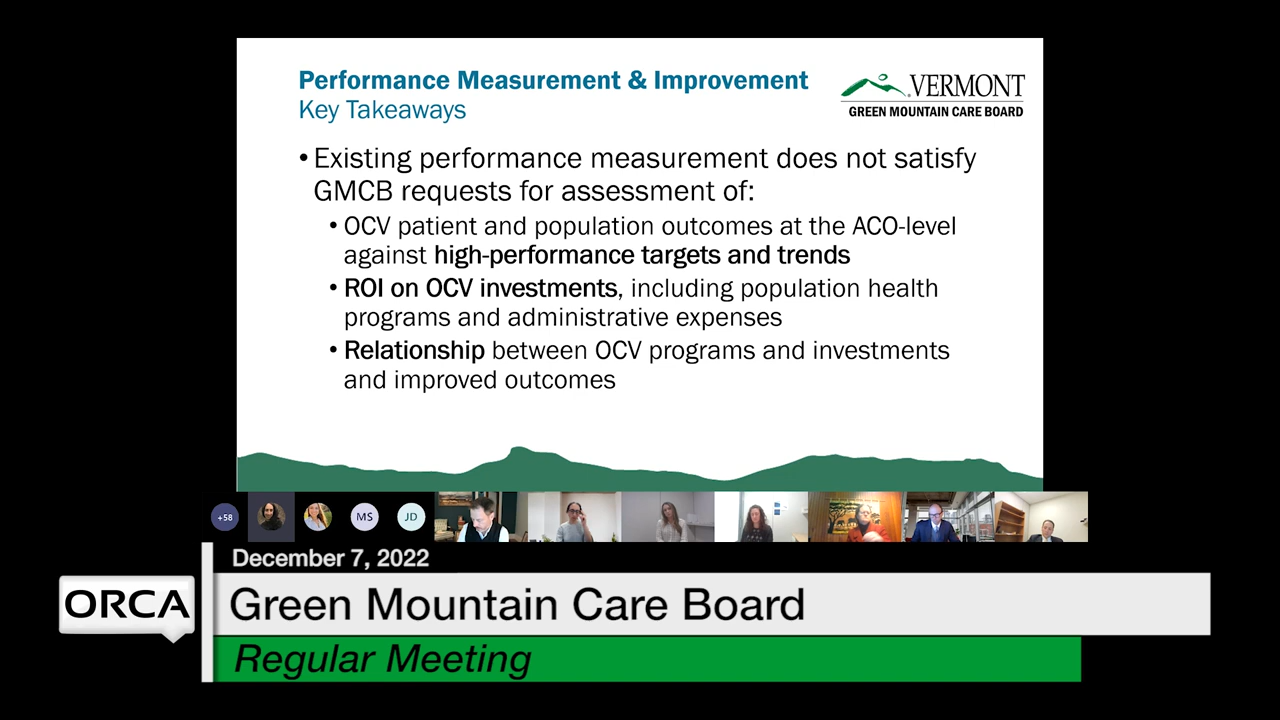 Performance Measurement & Improvement
Key Takeaways
VERMONT
GREEN MOUNTAIN CARE BOARD
• Existing performance measurement does not satisfy
GMCB requests for assessment of:
• OCV patient and population outcomes at the ACO-level
against high-performance targets and trends
• ROI on OCV investments, including population health
programs and administrative expenses
• Relationship between OCV programs and investments
and improved outcomes
+58
MS
JD
December 7, 2022
ORCA
Green Mountain Care Board
Regular Meeting